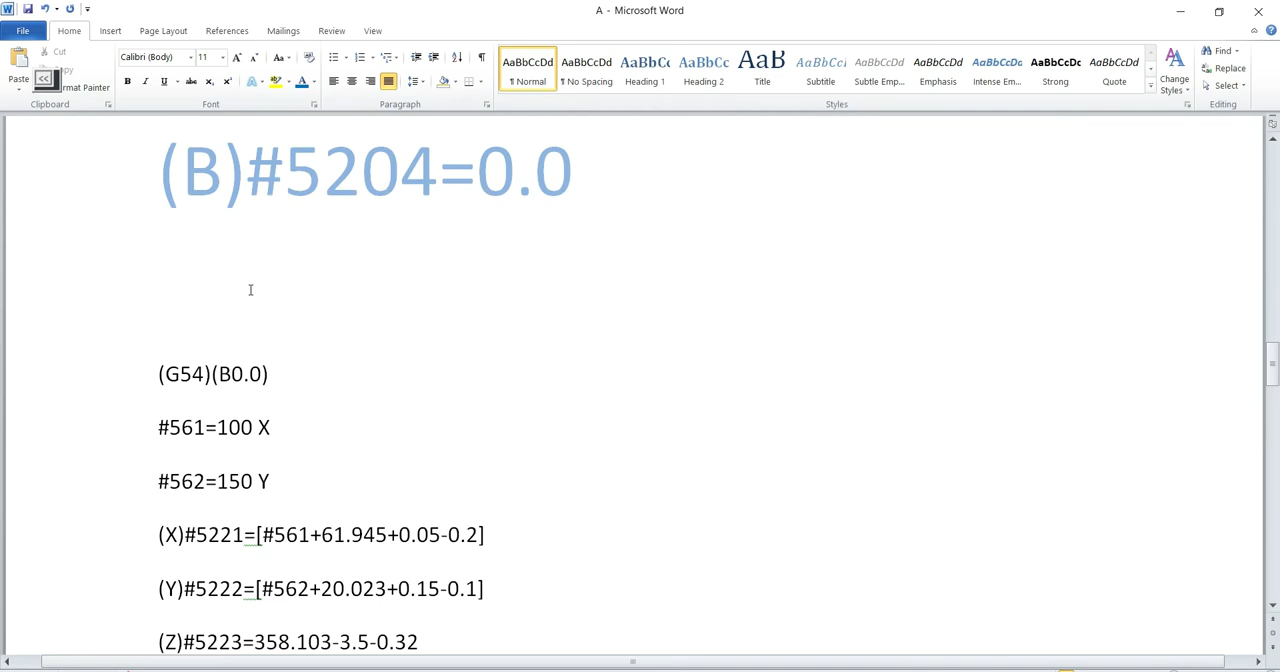 A - Microsoft Word
File Home Insert Page Layout References Mailings Review View
Paste
Cut
Format Painter
Clipboard
Calibri (Body) 11
Font
Paragraph
AaBbCcDd AaBbCcDd AaBbCc AaBbCc AaB AaBbCcI AaBbCcDd AaBbCcDd AaBbCcDd AaBbCcDc AaBbCcDd
¶ Normal ¶ No Spacing Heading 1 Heading 2 Title Subtitle Subtle Emp... Emphasis Intense Em... Strong Quote
Styles
Change Styles
Find
Replace
Select
Editing
(B)#5204=0.0
(G54)(B0.0)
#561=100 X
#562=150 Y
(X)#5221=[#561+61.945+0.05-0.2]
(Y)#5222=[#562+20.023+0.15-0.1]
(Z)#5223=358.103-3.5-0.32